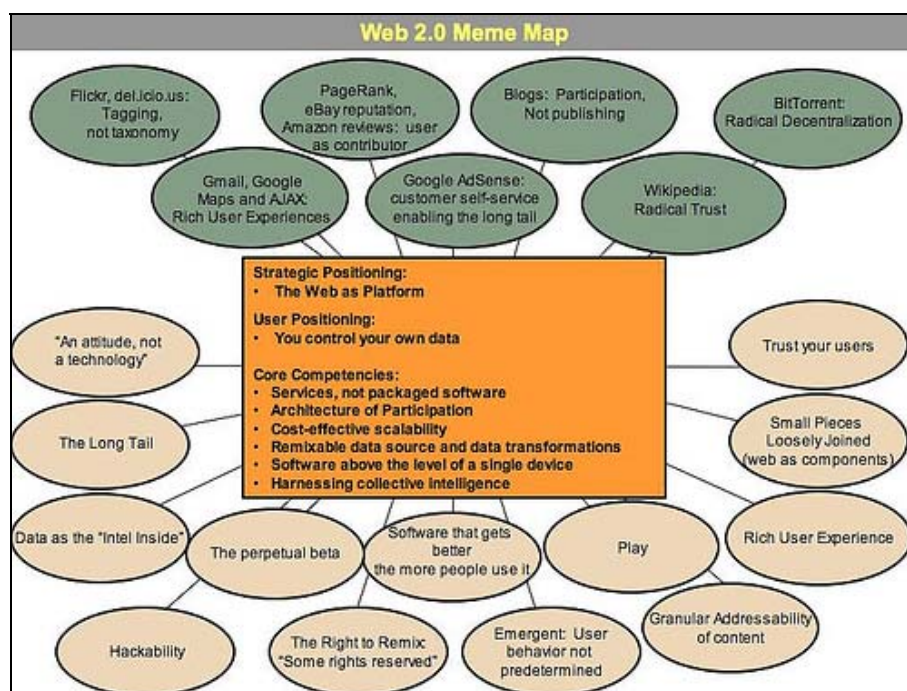 Web 2.0 Meme Map
Flickr, del.icio.us:
Tagging,
not taxonomy
PageRank,
eBay reputation,
Amazon reviews: user
as contributor
Blogs: Participation,
Not publishing
BitTorrent:
Radical Decentralization
Gmail, Google
Maps and AJAX:
Rich User Experiences
Google AdSense:
customer self-service
enabling the long tail
Wikipedia:
Radical Trust
Strategic Positioning:
• The Web as Platform
User Positioning:
• You control your own data
Core Competencies:
• Services, not packaged software
• Architecture of Participation
• Cost-effective scalability
• Remixable data source and data transformations
• Software above the level of a single device
• Harnessing collective intelligence
"An attitude, not
a technology"
Trust your users
The Long Tail
Small Pieces
Loosely Joined
(web as components)
Data as the "Intel Inside"
The perpetual beta
Software that gets
better
the more people use it
Play
Rich User Experience
Hackability
The Right to Remix:
"Some rights reserved"
Emergent: User
behavior not
predetermined
Granular Addressability
of content